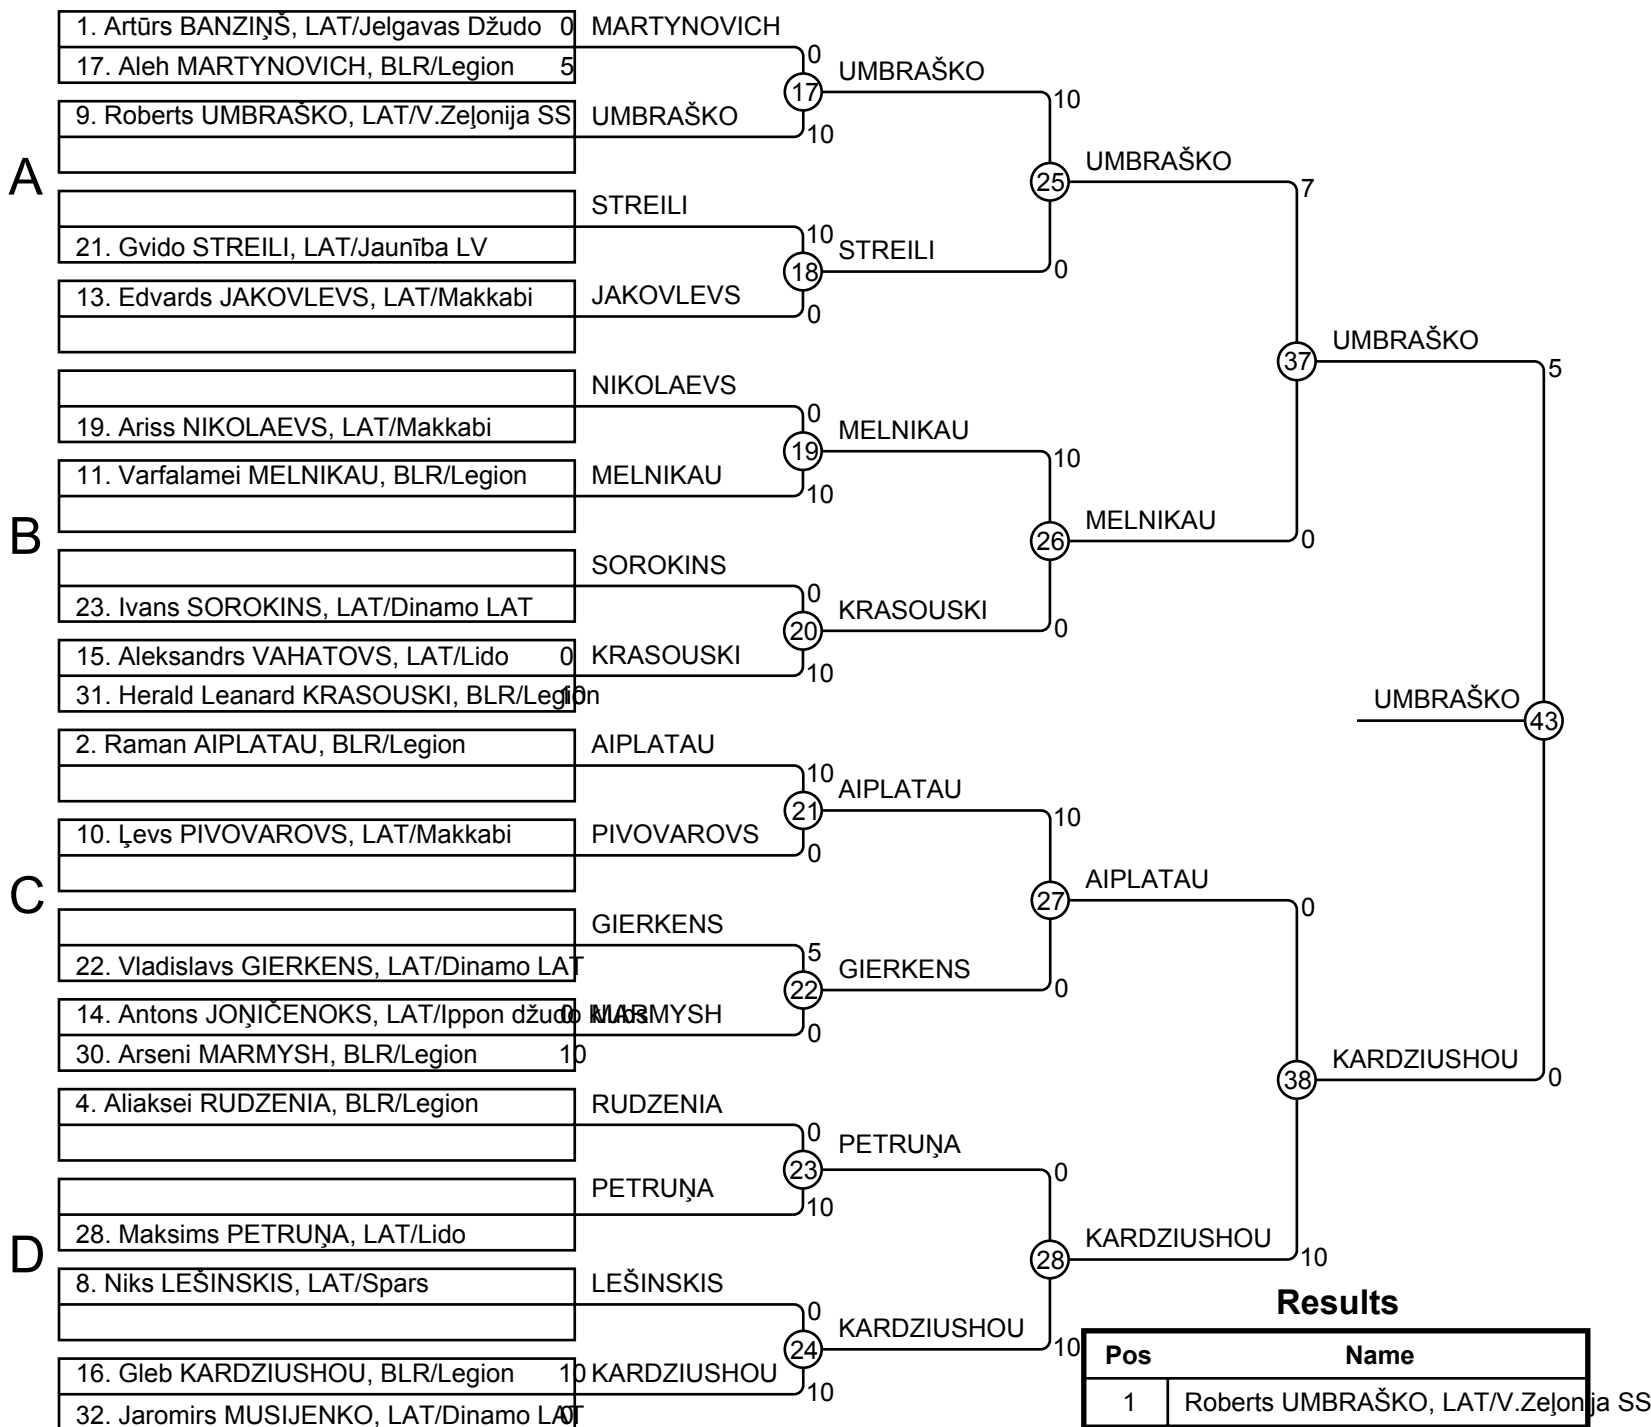 1. Artūrs BANZIŅŠ, LAT/Jelgavas Džudo 0
17. Aleh MARTYNOVICH, BLR/Legion 5
9. Roberts UMBRAŠKO, LAT/V.Zeļonija SS
A
21. Gvido STREILI, LAT/Jaunība LV
13. Edvards JAKOVLEVS, LAT/Makkabi
19. Ariss NIKOLAEVS, LAT/Makkabi
11. Varfalamei MELNIKAU, BLR/Legion
B
23. Ivans SOROKINS, LAT/Dinamo LAT
15. Aleksandrs VAHATOVS, LAT/Lido 0
31. Herald Leanard KRASOUSKI, BLR/Legion 10
2. Raman AIPLATAU, BLR/Legion
10. Ļevs PIVOVAROVS, LAT/Makkabi
C
22. Vladislavs GIERKENS, LAT/Dinamo LAT
14. Antons JOŅIČENOKS, LAT/Ippon džudo klubs 0
30. Arseni MARMYSH, BLR/Legion 10
4. Aliaksei RUDZENIA, BLR/Legion
28. Maksims PETRUŅA, LAT/Lido
D
8. Niks LEŠINSKIS, LAT/Spars
16. Gleb KARDZIUSHOU, BLR/Legion 10
32. Jaromirs MUSIJENKO, LAT/Dinamo LAT 0
MARTYNOVICH
0
17
UMBRAŠKO
10
STREILI
10
18
JAKOVLEVS
0
NIKOLAEVS
0
19
MELNIKAU
10
SOROKINS
0
20
KRASOUSKI
10
AIPLATAU
10
21
PIVOVAROVS
0
GIERKENS
5
22
MARMYSH
0
RUDZENIA
0
23
PETRUŅA
10
LEŠINSKIS
0
24
KARDZIUSHOU
10
UMBRAŠKO
10
25
STREILI
0
MELNIKAU
10
26
KRASOUSKI
0
AIPLATAU
10
27
GIERKENS
0
PETRUŅA
0
28
KARDZIUSHOU
10
UMBRAŠKO
7
37
MELNIKAU
0
AIPLATAU
0
38
KARDZIUSHOU
10
UMBRAŠKO
5
UMBRAŠKO
43
KARDZIUSHOU
0
Results
Pos Name
1 Roberts UMBRAŠKO, LAT/V.Zeļonija SS